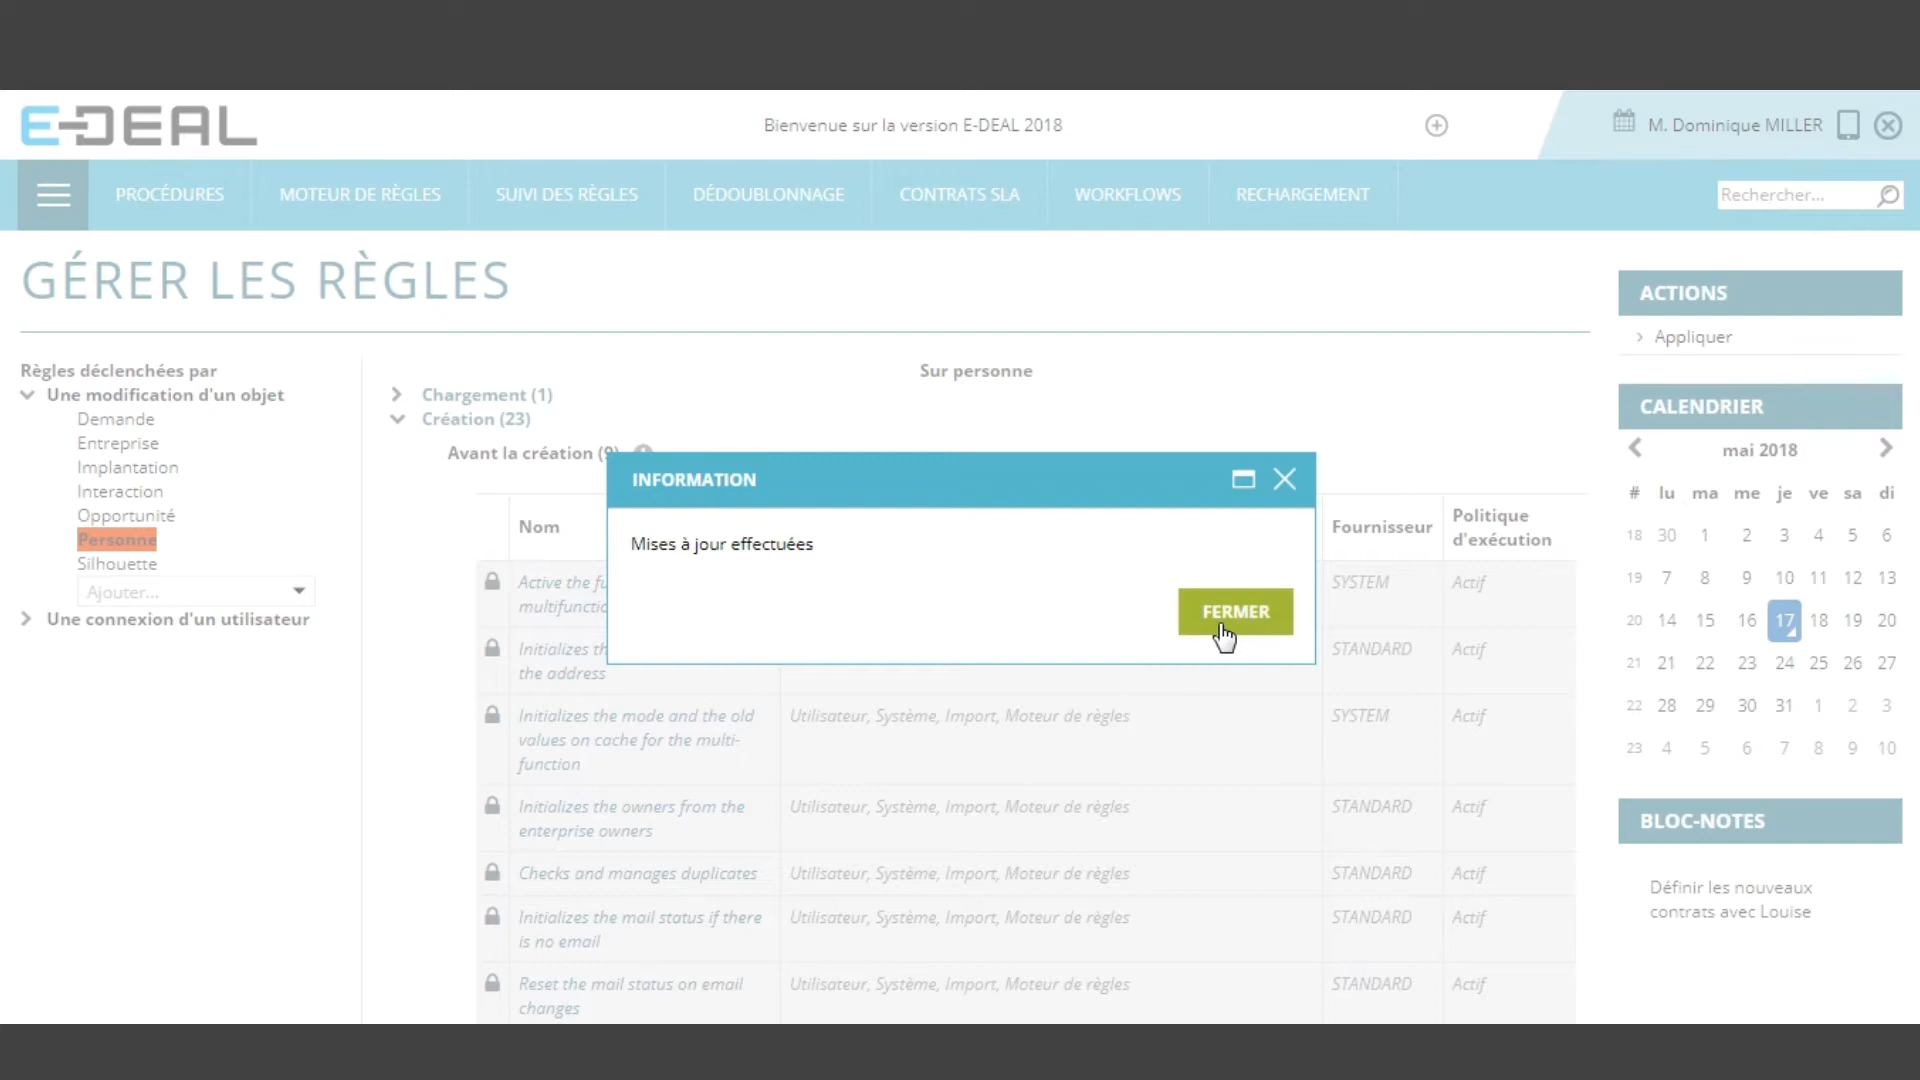 E-DEAL
Bienvenue sur la version E-DEAL 2018
M. Dominique MILLER
PROCÉDURES
MOTEUR DE RÈGLES
SUIVI DES RÈGLES
DÉDOUBLONNAGE
CONTRATS SLA
WORKFLOWS
RECHARGEMENT
Rechercher...
GÉRER LES RÈGLES
Règles déclenchées par
Une modification d'un objet
Demande
Entreprise
Implantation
Interaction
Opportunité
Personne
Silhouette
Ajouter...
Une connexion d'un utilisateur
Sur personne
Chargement (1)
Création (23)
Avant la création (9)
INFORMATION
Mises à jour effectuées
FERMER
Nom
Fournisseur
Politique
d'exécution
Active the
SYSTEM
Actif
Initializes
the address
STANDARD
Actif
Initializes the mode and the old
values on cache for the multi-
function
Utilisateur, Système, Import, Moteur de règles
SYSTEM
Actif
Initializes the owners from the
enterprise owners
Utilisateur, Système, Import, Moteur de règles
STANDARD
Actif
Checks and manages duplicates
Utilisateur, Système, Import, Moteur de règles
STANDARD
Actif
Initializes the mail status if there
is no email
Utilisateur, Système, Import, Moteur de règles
STANDARD
Actif
Reset the mail status on email
changes
Utilisateur, Système, Import, Moteur de règles
STANDARD
Actif
ACTIONS
Appliquer
CALENDRIER
mai 2018
# lu ma me je ve sa di
18 30 1 2 3 4 5 6
19 7 8 9 10 11 12 13
20 14 15 16 17 18 19 20
21 21 22 23 24 25 26 27
22 28 29 30 31 1 2 3
23 4 5 6 7 8 9 10
BLOC-NOTES
Définir les nouveaux
contrats avec Louise